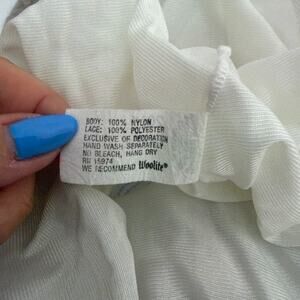 BODY: 100% NYLON
LACE: 100% POLYESTER
EXCLUSIVE OF DECORATION
HAND WASH SEPARATELY
NO BLEACH, HANG DRY
RN 15974
WE RECOMMEND Woolite®